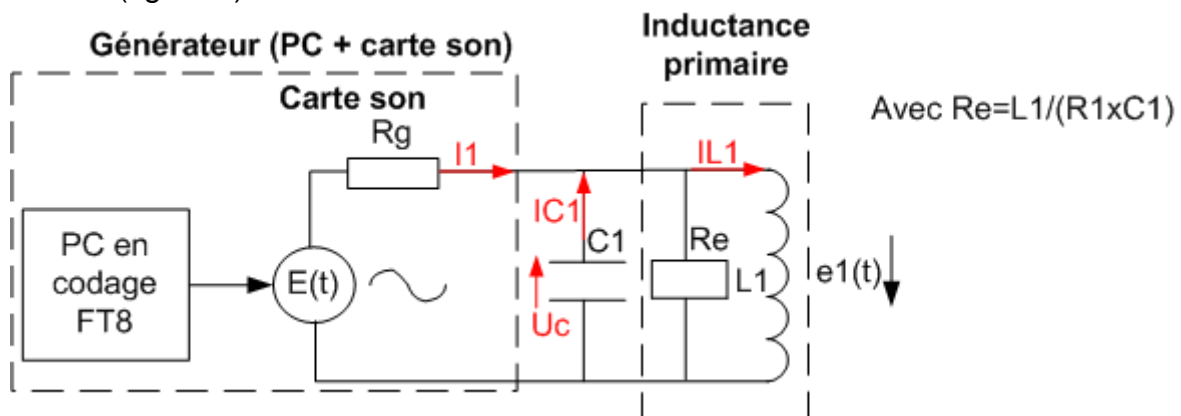 Générateur (PC + carte son)
Inductance
primaire
Carte son
Avec Re=L1/(R1xC1)
Rg
I1
IL1
IC1
C1
Re
PC en
codage
FT8
E(t)
L1
e1(t)
Uc